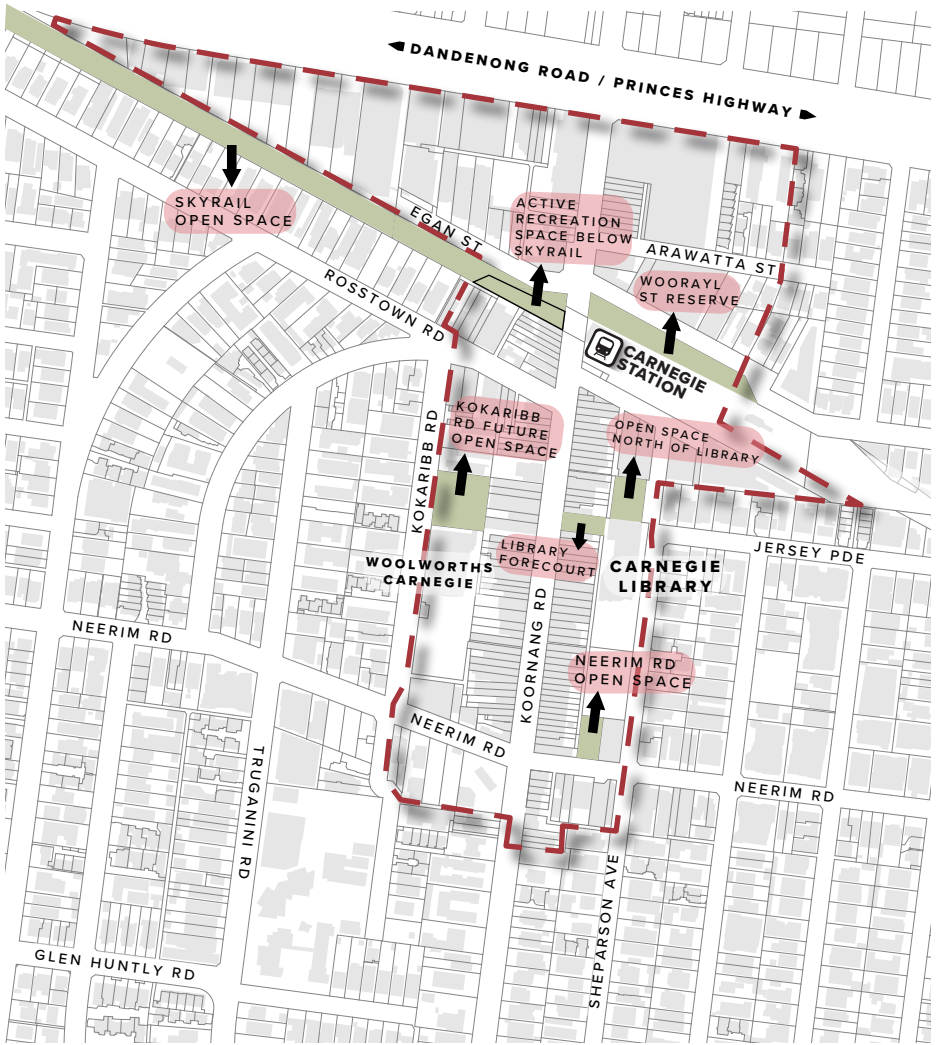 DANDENONG ROAD / PRINCES HIGHWAY
SKYRAIL
OPEN SPACE
EGAN ST
ACTIVE
RECREATION
SPACE BELOW
SKYRAIL
ARAWATTA ST
WOORAYL
ST RESERVE
ROSSTOWN RD
CARNEGIE
STATION
KOKARIBB RD
KOKARIBB
RD FUTURE
OPEN SPACE
OPEN SPACE
NORTH OF LIBRARY
JERSEY PDE
LIBRARY
FORECOURT
WOOLWORTHS
CARNEGIE
CARNEGIE
LIBRARY
KOORNANG RD
NEERIM RD
NEERIM RD
OPEN SPACE
NEERIM RD
NEERIM RD
TRUGANINI RD
SHEPARSON AVE
GLEN HUNTLY RD